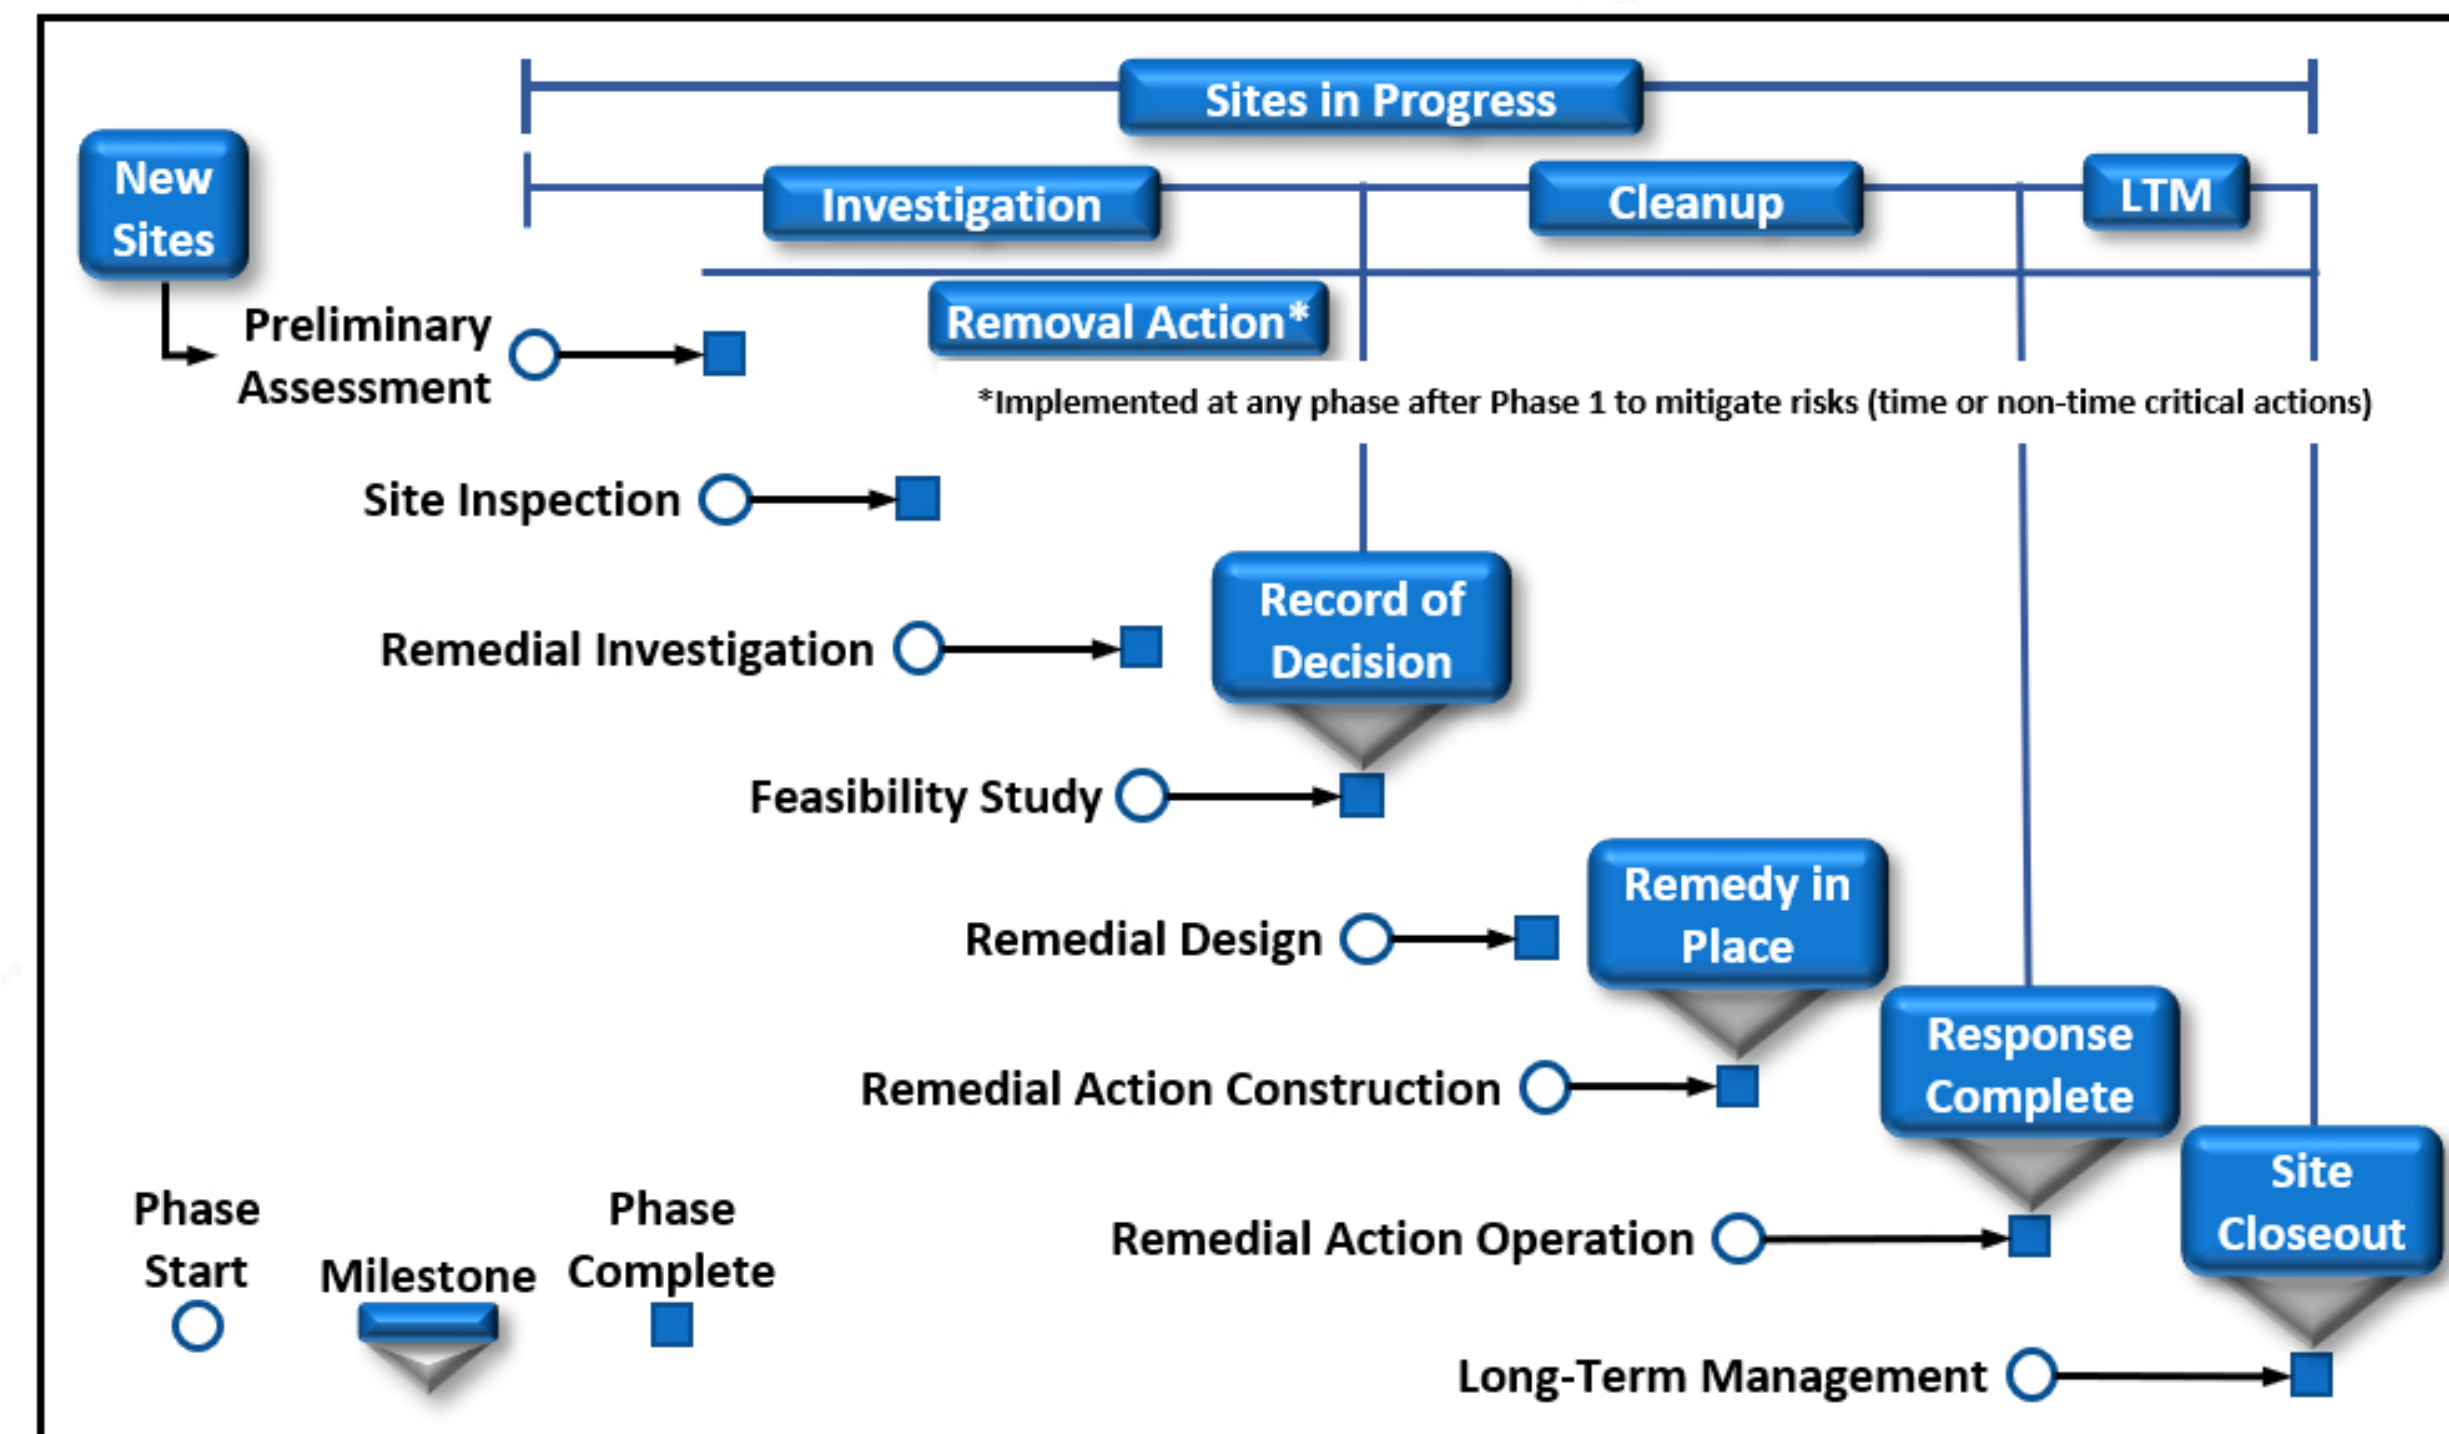 Sites in Progress
New
Sites
Investigation
Cleanup
LTM
Removal Action*
Preliminary
Assessment
*Implemented at any phase after Phase 1 to mitigate risks (time or non-time critical actions)
Site Inspection
Record of
Decision
Remedial Investigation
Feasibility Study
Remedy in
Place
Remedial Design
Response
Complete
Remedial Action Construction
Site
Closeout
Phase
Start
Milestone
Phase
Complete
Remedial Action Operation
Long-Term Management